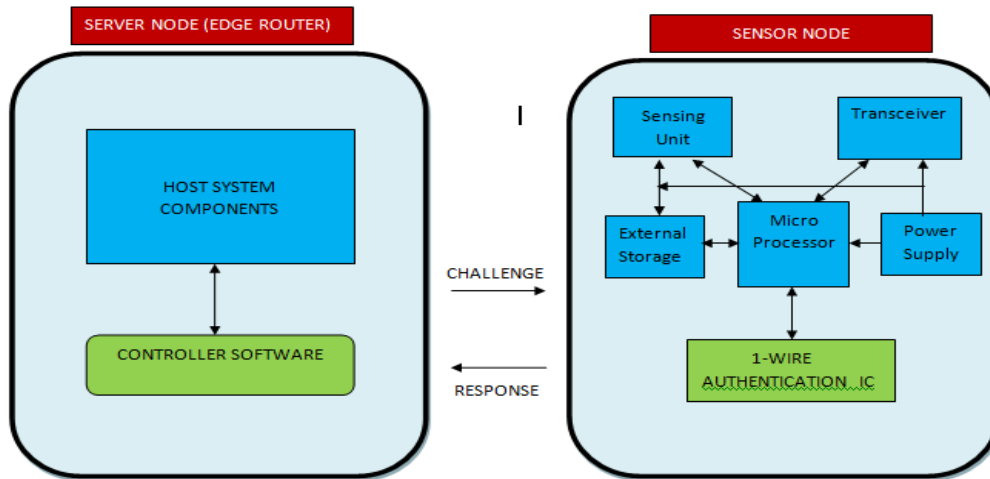 SERVER NODE (EDGE ROUTER)
HOST SYSTEM
COMPONENTS
CONTROLLER SOFTWARE
I
CHALLENGE
RESPONSE
SENSOR NODE
Sensing
Unit
Transceiver
External
Storage
Micro
Processor
Power
Supply
1-WIRE
AUTHENTICATION IC